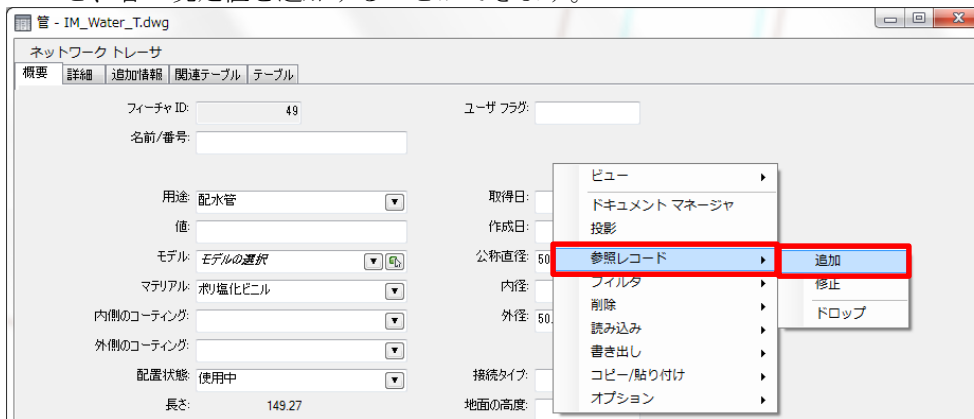 管 - IM_Water_T.dwg
ネットワーク トレーサ
概要 詳細 追加情報 関連テーブル テーブル
フィーチャ ID: 49 ユーザ フラグ:
名前/番号:
用途: 配水管 取得日:
値: 作成日:
モデル: モデルの選択 公称直径: 50
マテリアル: ポリ塩化ビニル 内径:
内側のコーティング: 外径: 50.
外側のコーティング:
配置状態: 使用中 接続タイプ:
長さ: 149.27 地面の高度:
ビュー
ドキュメント マネージャ
投影
参照レコード
フィルタ
削除
読み込み
書き出し
コピー/貼り付け
オプション
追加
修正
ドロップ